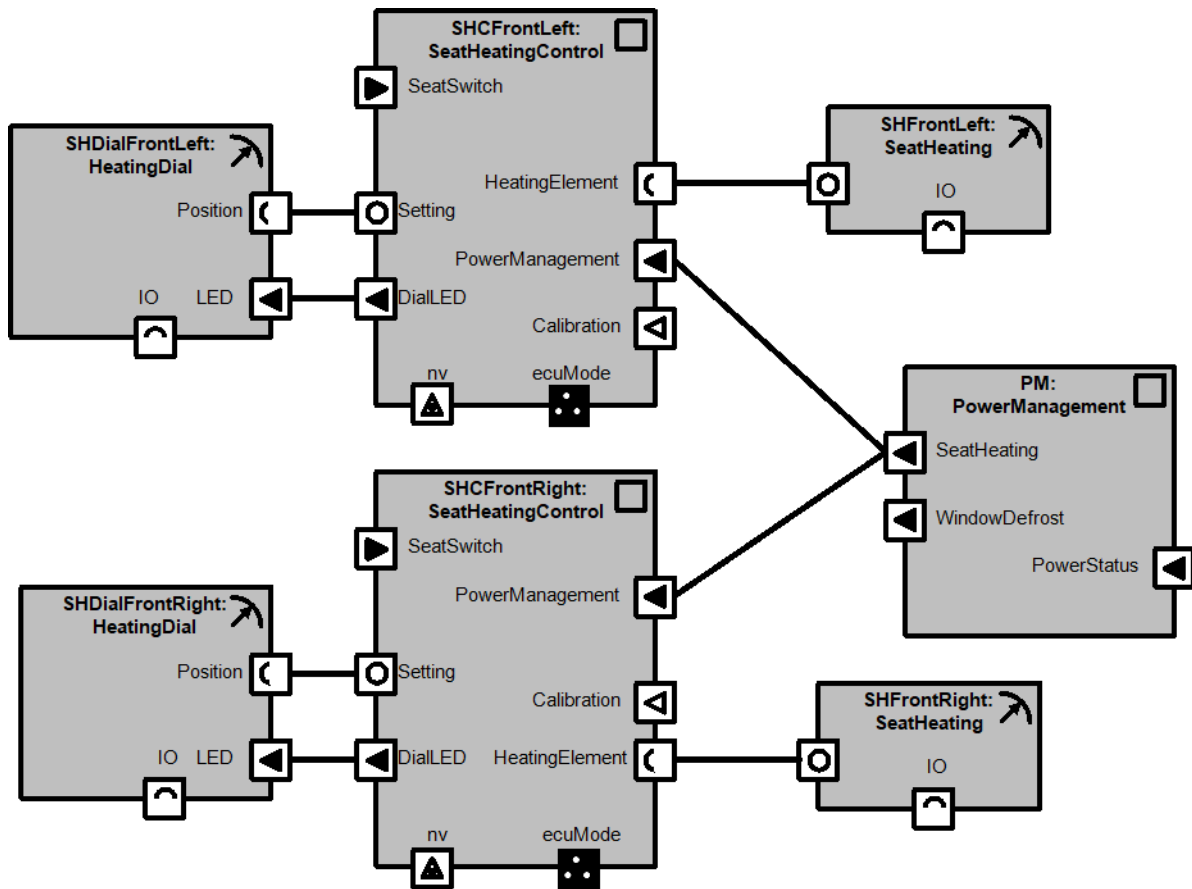 SHCFrontLeft:
SeatHeatingControl
SeatSwitch
HeatingElement
Setting
PowerManagement
DialLED
Calibration
nv
ecuMode
SHDialFrontLeft:
HeatingDial
Position
IO
LED
SHFrontLeft:
SeatHeating
IO
PM:
PowerManagement
SeatHeating
WindowDefrost
PowerStatus
SHCFrontRight:
SeatHeatingControl
SeatSwitch
PowerManagement
Setting
Calibration
DialLED
HeatingElement
nv
ecuMode
SHDialFrontRight:
HeatingDial
Position
IO
LED
SHFrontRight:
SeatHeating
IO